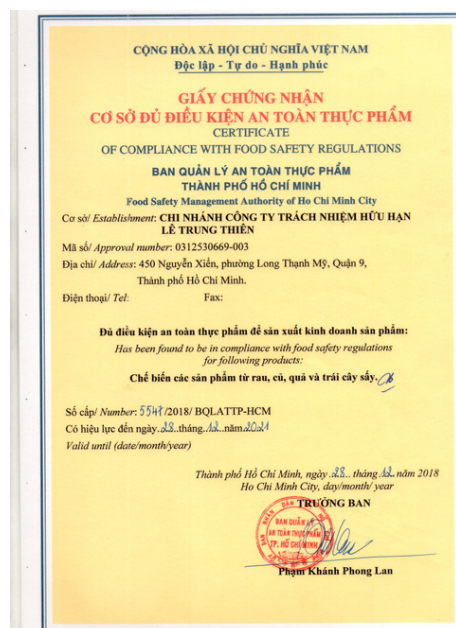 CỘNG HÒA XÃ HỘI CHỦ NGHĨA VIỆT NAM
Độc lập - Tự do - Hạnh phúc
GIẤY CHỨNG NHẬN
CƠ SỞ ĐỦ ĐIỀU KIỆN AN TOÀN THỰC PHẨM
CERTIFICATE
OF COMPLIANCE WITH FOOD SAFETY REGULATIONS
BAN QUẢN LÝ AN TOÀN THỰC PHẨM
THÀNH PHỐ HỒ CHÍ MINH
Food Safety Management Authority of Ho Chi Minh City
Cơ sở/ Establishment: CHI NHÁNH CÔNG TY TRÁCH NHIỆM HỮU HẠN
LÊ TRUNG THIÊN
Mã số/ Approval number: 0312530669-003
Địa chỉ/ Address: 450 Nguyễn Xiển, phường Long Thạnh Mỹ, Quận 9,
Thành phố Hồ Chí Minh.
Điện thoại/ Tel: Fax:
Đủ điều kiện an toàn thực phẩm để sản xuất kinh doanh sản phẩm:
Has been found to be in compliance with food safety regulations
for following products:
Chế biến các sản phẩm từ rau, củ, quả và trái cây sấy.
Số cấp/ Number: 5547/2018/ BQLATTP-HCM
Có hiệu lực đến ngày 28 tháng 12 năm 2021
Valid until (date/month/year)
Thành phố Hồ Chí Minh, ngày 28 tháng 12 năm 2018
Ho Chi Minh City, day/month/ year
TRƯỞNG BAN
BAN QUẢN LÝ
AN TOÀN THỰC PHẨM
TP. HỒ CHÍ MINH
Phạm Khánh Phong Lan